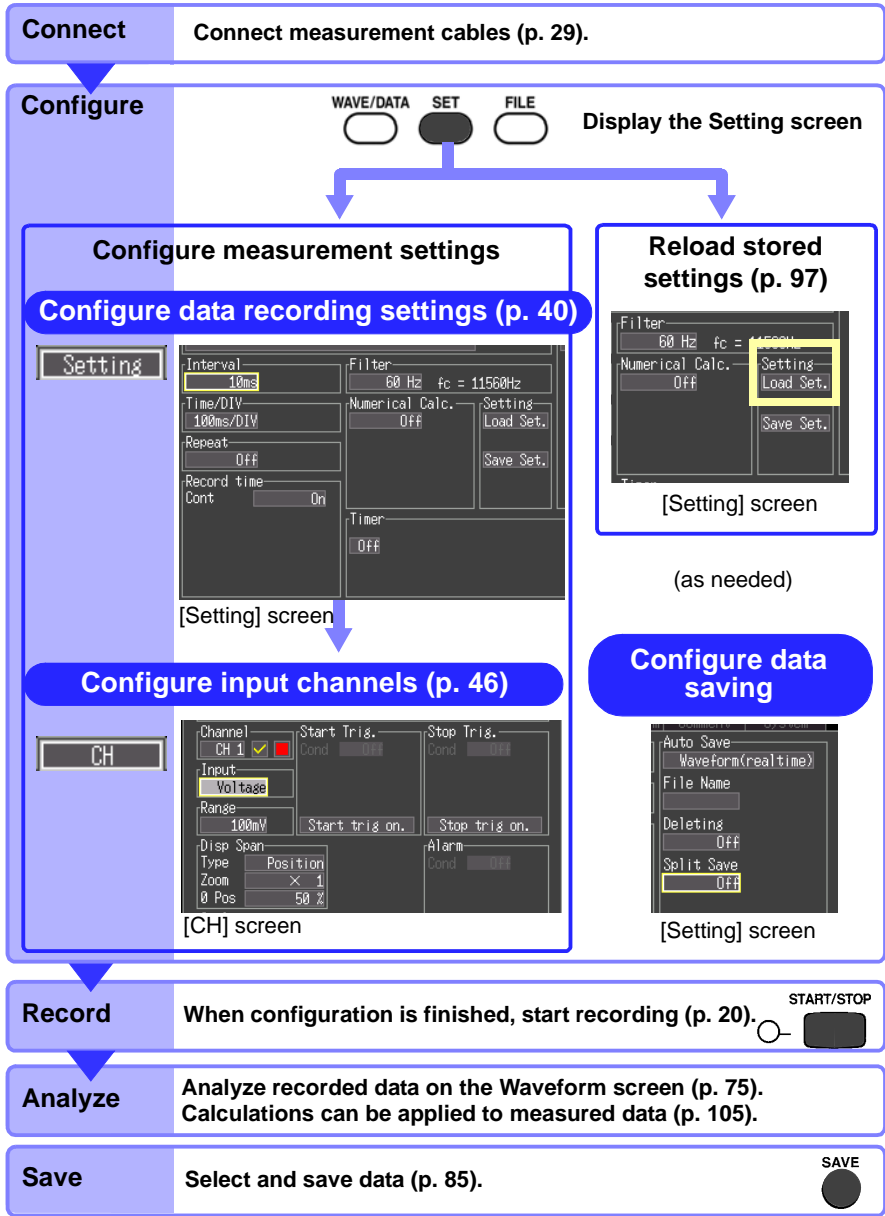 Connect
Connect measurement cables (p. 29).
Configure
WAVE/DATA SET FILE
Display the Setting screen
Configure measurement settings
Configure data recording settings (p. 40)
Setting
Interval
10ms
Time/DIV
100ms/DIV
Repeat
Off
Record time
Cont On
Filter
60 Hz fc = 11560Hz
Numerical Calc.
Off
Setting
Load Set.
Save Set.
Timer
Off
[Setting] screen
Configure input channels (p. 46)
CH
Channel
CH 1
Input
Voltage
Range
100mV
Disp Span
Type Position
Zoom × 1
0 Pos 50 %
Start Trig.
Cond Off
Start trig on.
Stop Trig.
Cond Off
Stop trig on.
Alarm
Cond Off
[CH] screen
Reload stored
settings (p. 97)
Filter
60 Hz fc = 11560Hz
Numerical Calc.
Off
Setting
Load Set.
Save Set.
[Setting] screen
(as needed)
Configure data
saving
Auto Save
Waveform(realtime)
File Name
Deleting
Off
Split Save
Off
[Setting] screen
Record
When configuration is finished, start recording (p. 20).
START/STOP
Analyze
Analyze recorded data on the Waveform screen (p. 75).
Calculations can be applied to measured data (p. 105).
Save
Select and save data (p. 85).
SAVE